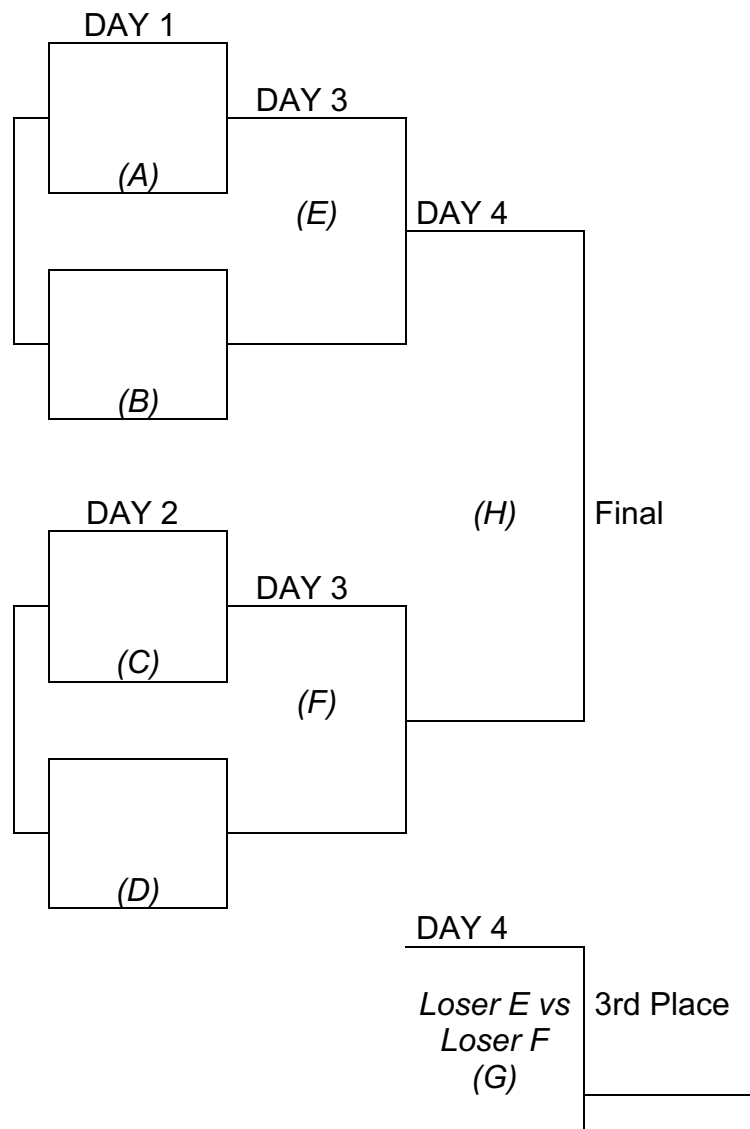 DAY 1
DAY 3
(A)
(E)
DAY 4
(B)
DAY 2
(H)
Final
DAY 3
(C)
(F)
(D)
DAY 4
Loser E vs
3rd Place
Loser F
(G)